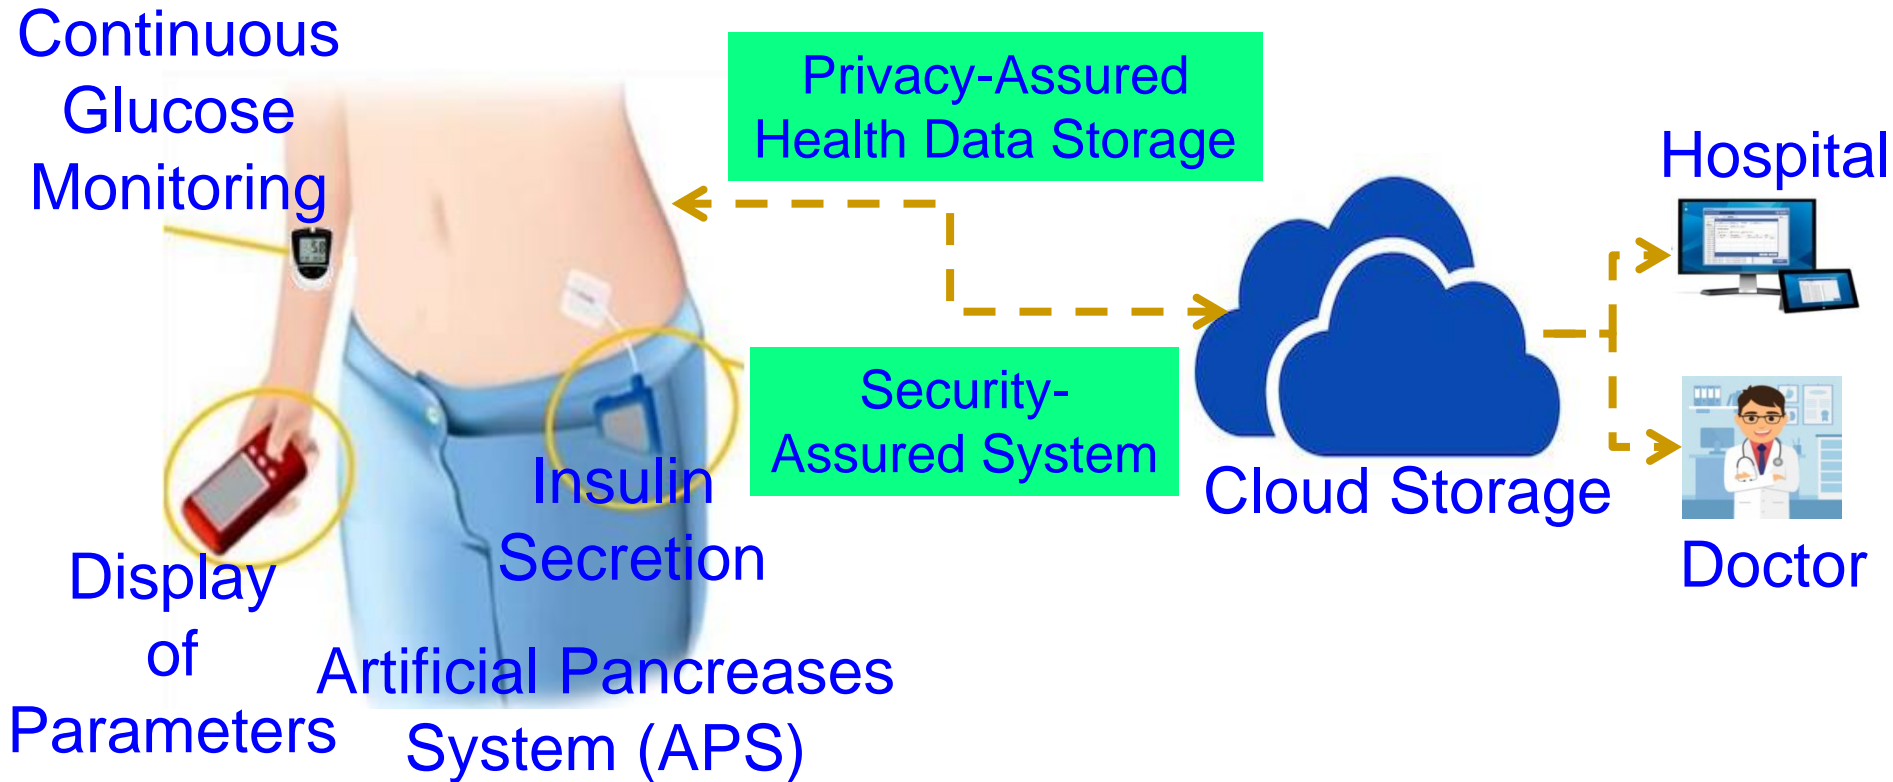 Continuous
Glucose
Monitoring
Privacy-Assured
Health Data Storage
Hospital
Security-
Assured System
Cloud Storage
Insulin
Secretion
Doctor
Display
of
Parameters
Artificial Pancreases
System (APS)